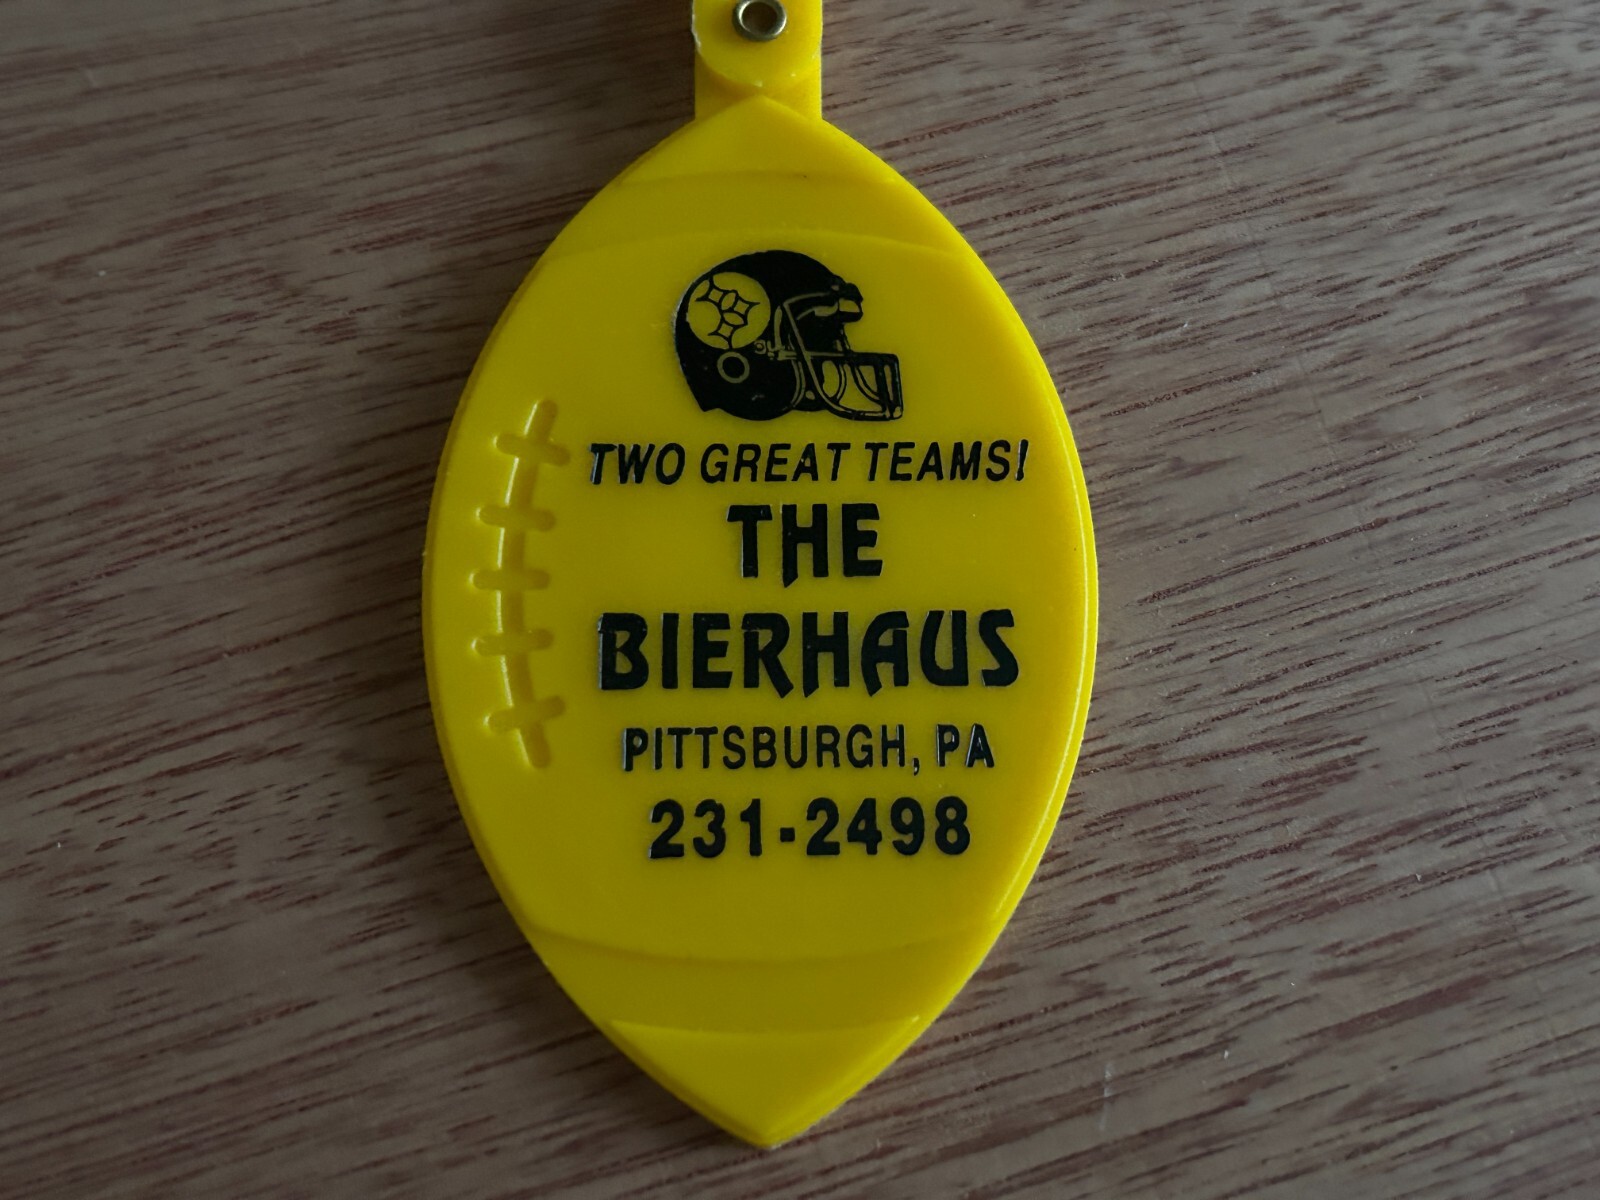 TWO GREAT TEAMS!
THE
BIERHAUS
PITTSBURGH, PA
231-2498